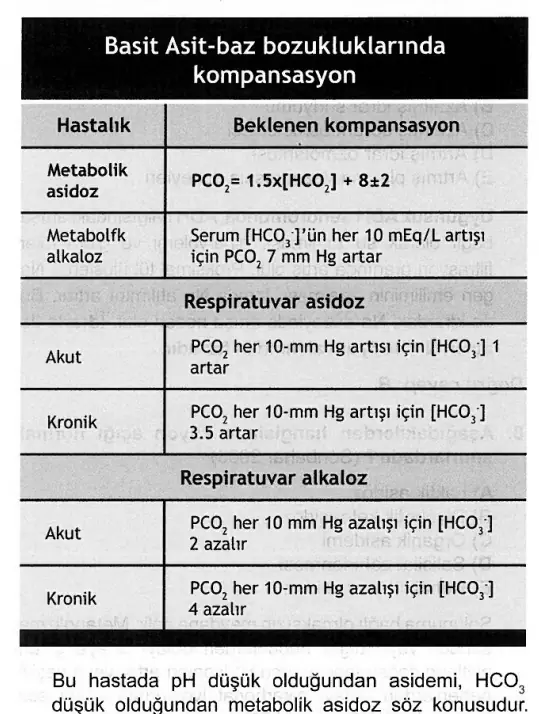 Basit Asit-baz bozukluklarında
kompansasyon
Hastalık Beklenen kompansasyon
Metabolik
asidoz
PCO₂= 1.5x[HCO₂] + 8±2
Metabolfk
alkaloz
Serum [HCO₃⁻]'ün her 10 mEq/L artısı
için PCO₂ 7 mm Hg artar
Respiratuvar asidoz
Akut
PCO₂ her 10-mm Hg artısı için [HCO₃⁻] 1
artar
Kronik
PCO₂ her 10-mm Hg artışı için [HCO₃⁻]
3.5 artar
Respiratuvar alkaloz
Akut
PCO₂ her 10 mm Hg azalışı için [HCO₃⁻]
2 azalır
Kronik
PCO₂ her 10-mm Hg azalışı için [HCO₃⁻]
4 azalır
Bu hastada pH düşük olduğundan asidemi, HCO₃
düşük olduğundan metabolik asidoz söz konusudur.